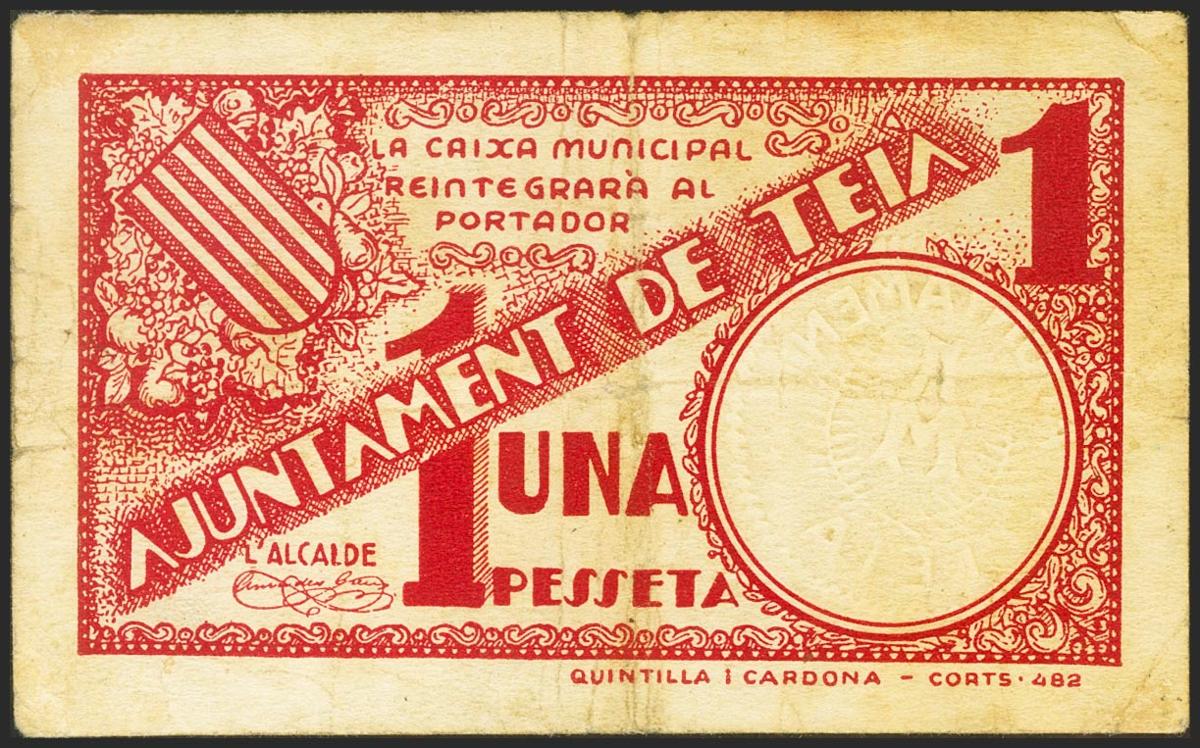 LA CAIXA MUNICIPAL
REINTEGRARÀ AL
PORTADOR
1
AJUNTAMENT DE TEIÀ
1
UNA
PESSETA
L'ALCALDE
QUINTILLA I CARDONA - CORTS · 482